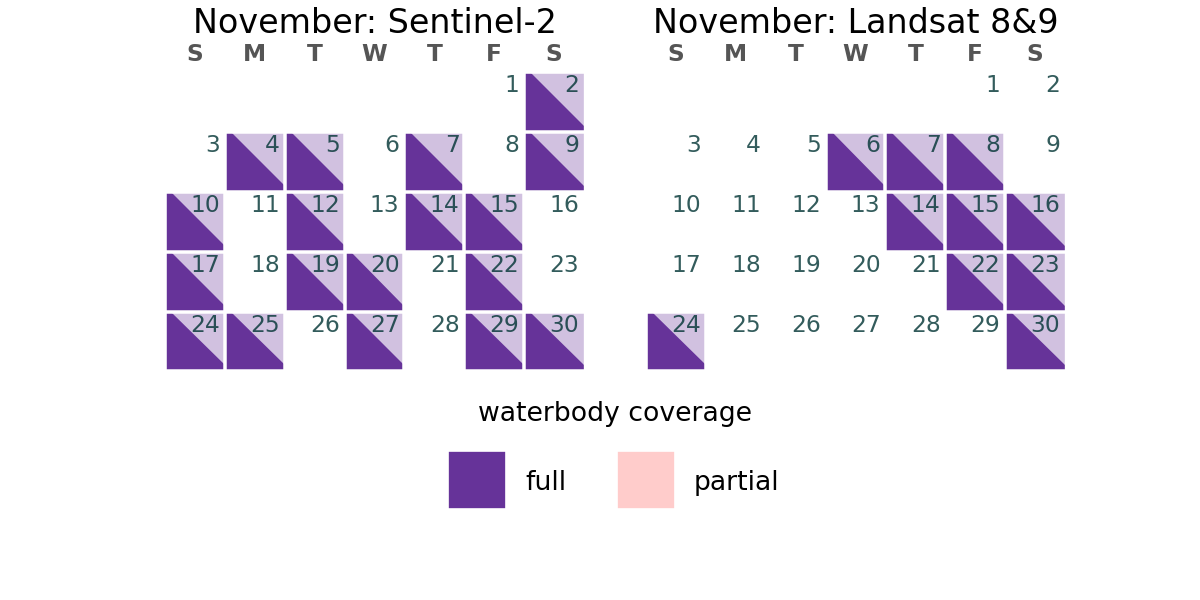 November: Sentinel-2
S M T W T F S
1 2
3 4 5 6 7 8 9
10 11 12 13 14 15 16
17 18 19 20 21 22 23
24 25 26 27 28 29 30
November: Landsat 8&9
S M T W T F S
1 2
3 4 5 6 7 8 9
10 11 12 13 14 15 16
17 18 19 20 21 22 23
24 25 26 27 28 29 30
waterbody coverage
full
partial